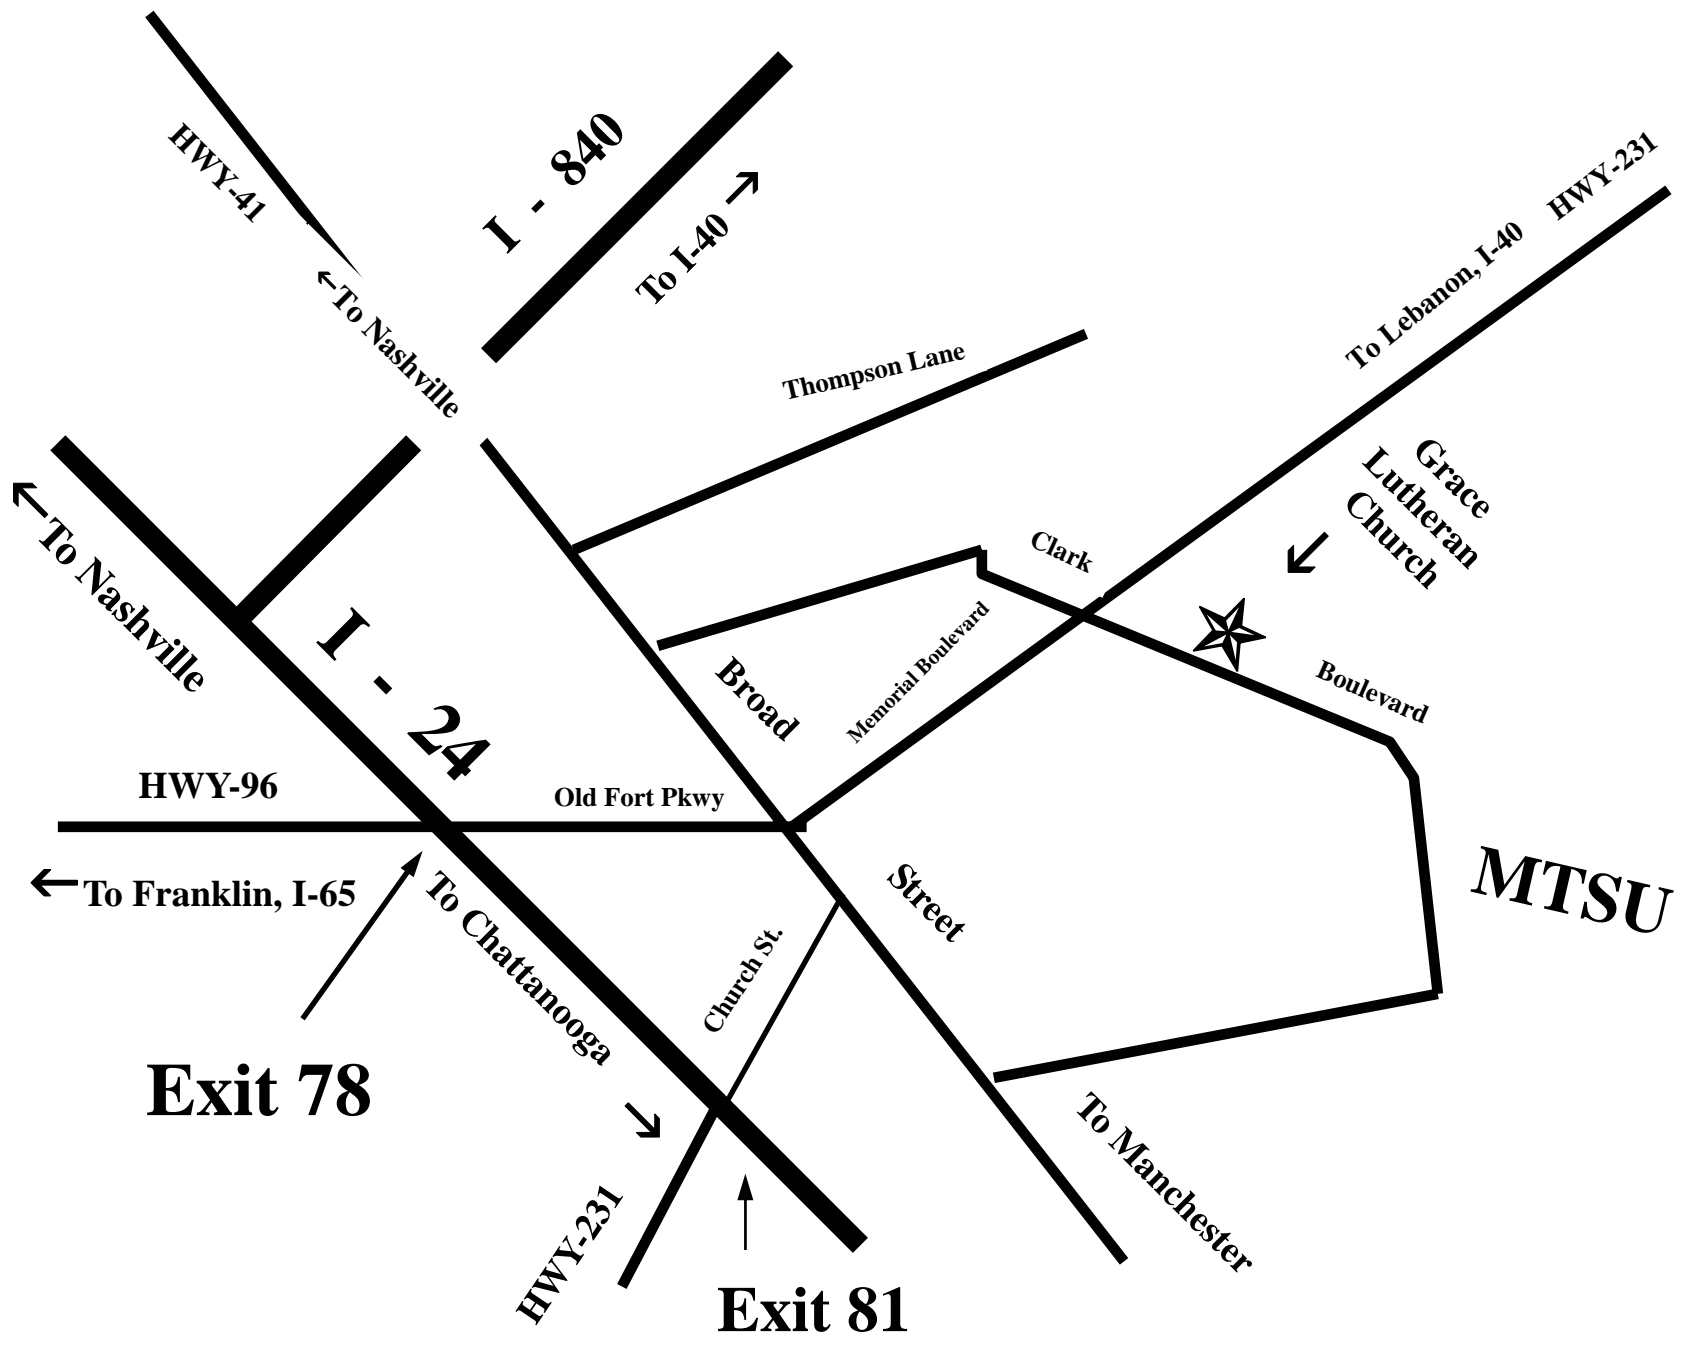 HWY-41
I - 840
HWY-231
To I-40
To Lebanon, I-40
←To Nashville
Thompson Lane
Grace
Lutheran
Church
←To Nashville
Clark
I - 24
Broad
Memorial Boulevard
Boulevard
HWY-96
Old Fort Pkwy
To Franklin, I-65
To Chattanooga
Street
MTSU
Church St.
Exit 78
To Manchester
HWY-231
Exit 81